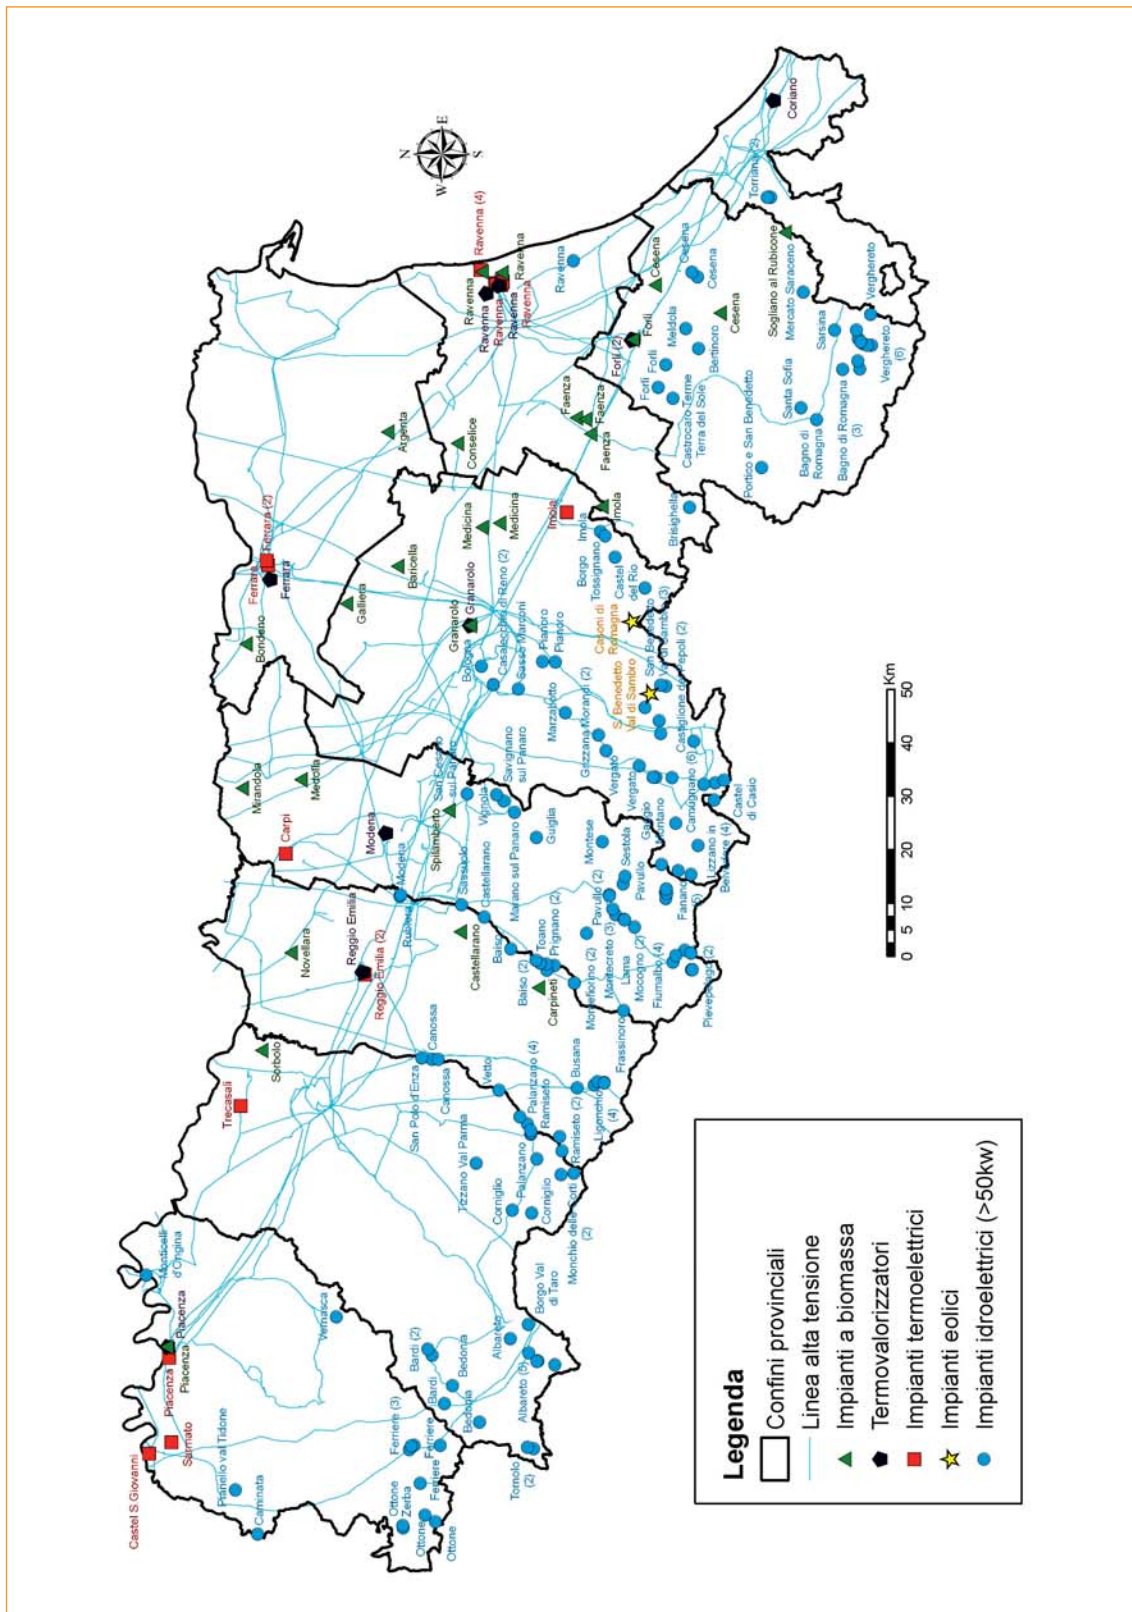 N
W
E
S
Castel S Giovanni
Sarmato
Piacenza
Piacenza
Piacenza
Monticelli
d'Ongina
Pianello val Tidone
Caminata
Vernasca
Ottone
Zerba
Ottone
Ottone
Ferriere (3)
Ferriere
Ferriere
Bardi (2)
Bardi
Bedonia
Bedonia
Tornolo
(2)
Albareto
Albareto (5)
Borgo Val
di Taro
Trecasali
Sorbolo
San Polo d'Enza
Canossa
Canossa
Vetto
Tizzano Val Parma
Corniglio
Corniglio
Palanzano
Palanzano (4)
Ramiseto
Ramiseto (2)
Monchio delle Corti
(2)
Busana
Ligonchio
(4)
Novellara
Reggio Emilia
Reggio Emilia (2)
Rubiera
Castellarano
Castellarano
Baiso
Baiso (2)
Toano
Carpineti
Frassinoro
Mirandola
Medolla
Carpi
Modena
Modena
Sassuolo
Spilamberto
San Cesario
sul Panaro
Savignano
sul Panaro
Vignola
Marano sul Panaro
Guiglia
Prignano (2)
Montefiorino (2)
Montecreto (3)
Lama
Mocogno (2)
Pavullo (2)
Pavullo
Sestola
Montese
Fanano
Fiumalbo (4)
Pievepelago (2)
Bondeno
Ferrara
Ferrara (2)
Ferrara
Argenta
Galliera
Baricella
Medicina
Medicina
Granarolo
Granarolo
Bologna
Casalecchio di Reno (2)
Sasso Marconi
Pianoro
Pianoro
Marzabotto
Gizzana Morandi (2)
Vergato
Vergato
Gaggio
Montano
Lizzano in
Belvedere (4)
Camugnano (6)
Castel
di Casio
Castiglione dei Pepoli (2)
S. Benedetto
Val di Sambro
San Benedetto
Val di Sambro (3)
Casoni di
Romagna
Imola
Imola
Imola
Borgo
Tossignano
Castel
del Rio
Ravenna (4)
Ravenna
Ravenna
Ravenna
Ravenna
Ravenna
Ravenna
Ravenna
Conselice
Faenza
Faenza
Faenza
Brisighella
Forlì (2)
Forlì
Forlì
Forlì
Meldola
Bertinoro
Cesena
Cesena
Cesena
Cesena
Castrocaro Terme
Terra del Sole
Portico e San Benedetto
Santa Sofia
Bagno di
Romagna
Bagno di Romagna
(3)
Sogliano al Rubicone
Mercato Saraceno
Sarsina
Verghereto
Verghereto
(6)
Torriana (2)
Coriano
0
5
10
20
30
40
50
Km
Legenda
Confini provinciali
Linea alta tensione
Impianti a biomassa
Termovalorizzatori
Impianti termoelettrici
Impianti eolici
Impianti idroelettrici (>50kw)